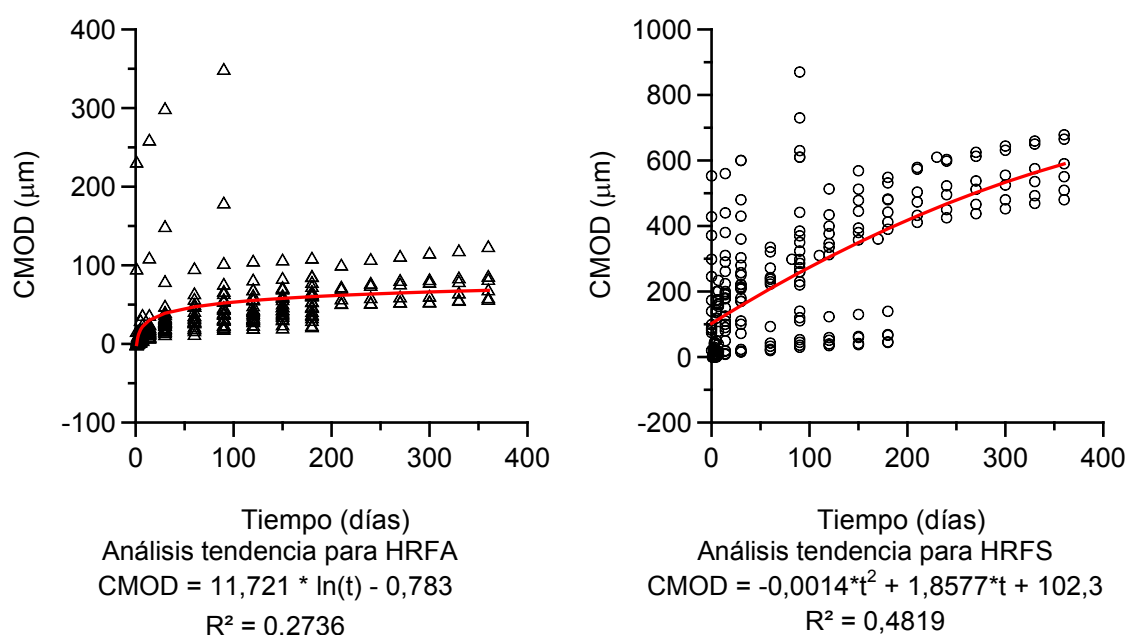 400
300
200
100
0
-100
CMOD (μm)
0 100 200 300 400
Tiempo (días)
Análisis tendencia para HRFA
CMOD = 11,721 * ln(t) - 0,783
R² = 0,2736
1000
800
600
400
200
0
-200
CMOD (μm)
0 100 200 300 400
Tiempo (días)
Análisis tendencia para HRFS
CMOD = -0,0014*t² + 1,8577*t + 102,3
R² = 0,4819